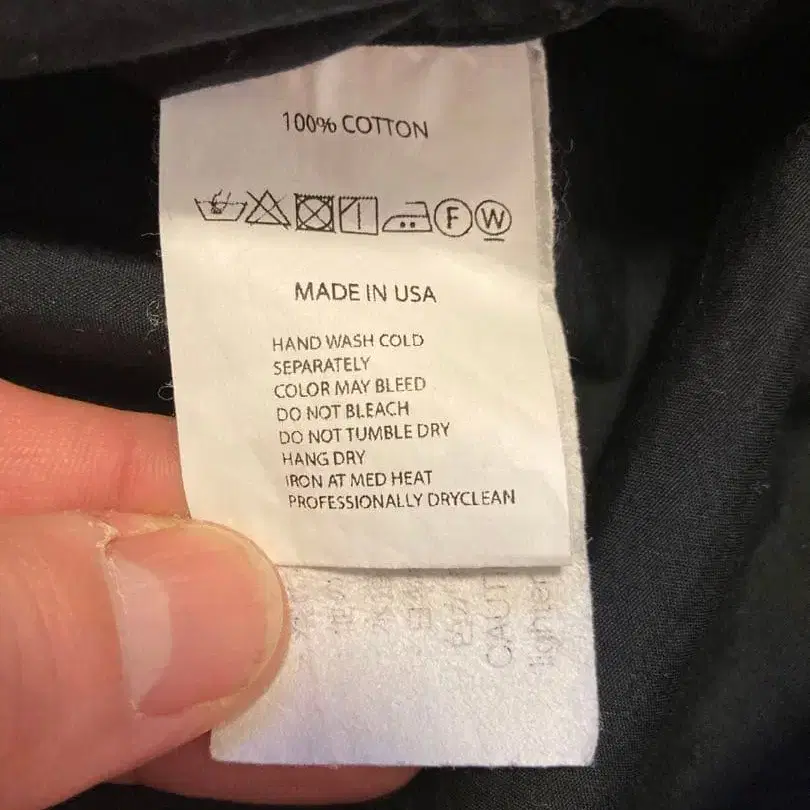 100% COTTON
F W
MADE IN USA
HAND WASH COLD
SEPARATELY
COLOR MAY BLEED
DO NOT BLEACH
DO NOT TUMBLE DRY
HANG DRY
IRON AT MED HEAT
PROFESSIONALLY DRYCLEAN